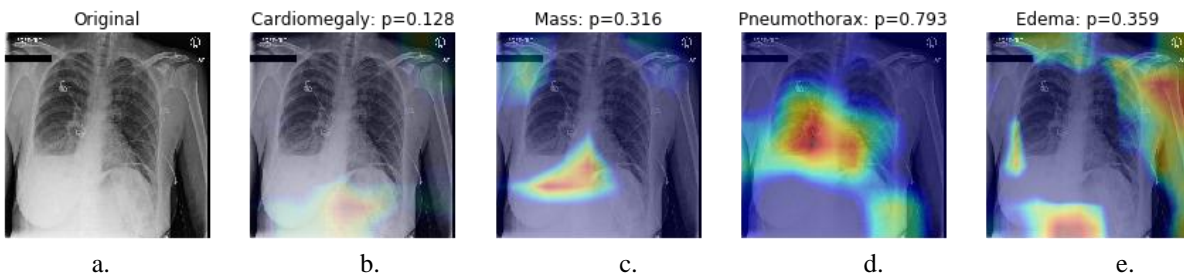 Original
Cardiomegaly: p=0.128
Mass: p=0.316
Pneumothorax: p=0.793
Edema: p=0.359
a.
b.
c.
d.
e.